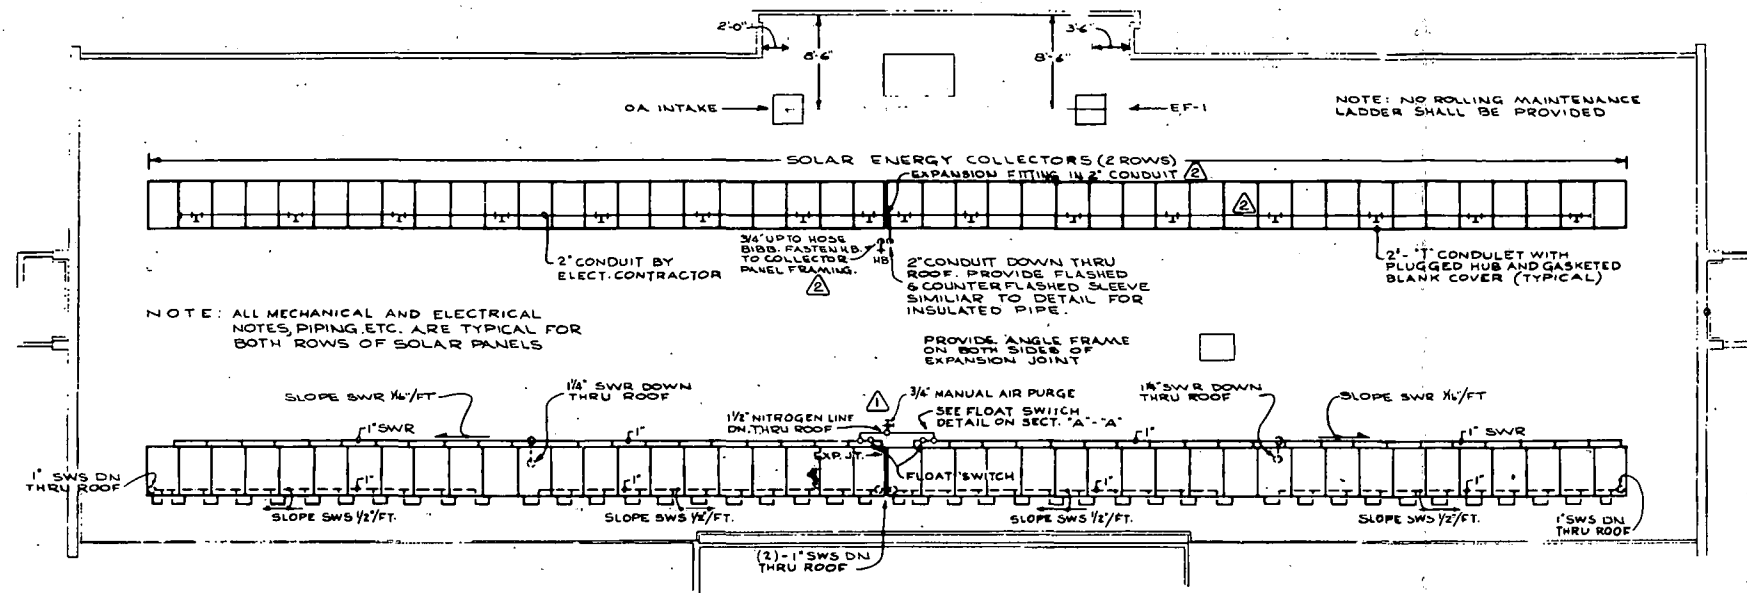 2'-0"
3'-6"
8'-6"
8'-6"
OA INTAKE
EF-1
NOTE: NO ROLLING MAINTENANCE
LADDER SHALL BE PROVIDED
SOLAR ENERGY COLLECTORS (2 ROWS)
EXPANSION FITTING IN 2" CONDUIT
2
2
2" CONDUIT BY
ELECT. CONTRACTOR
3/4" UP TO HOSE
BIBB. FASTEN H.B.
TO COLLECTOR
PANEL FRAMING.
2
HB
2" CONDUIT DOWN THRU
ROOF. PROVIDE FLASHED
& COUNTERFLASHED SLEEVE
SIMILIAR TO DETAIL FOR
INSULATED PIPE.
2"- "T" CONDULET WITH
PLUGGED HUB AND GASKETED
BLANK COVER (TYPICAL)
NOTE: ALL MECHANICAL AND ELECTRICAL
NOTES, PIPING, ETC. ARE TYPICAL FOR
BOTH ROWS OF SOLAR PANELS
PROVIDE ANGLE FRAME
ON BOTH SIDES OF
EXPANSION JOINT
SLOPE SWR 1/16"/FT
1 1/4" SWR DOWN
THRU ROOF
1
3/4" MANUAL AIR PURGE
1 1/2" NITROGEN LINE
DN. THRU ROOF
SEE FLOAT SWITCH
DETAIL ON SECT. "A"-"A"
1 1/4" SWR DOWN
THRU ROOF
SLOPE SWR 1/16"/FT
1" SWR
1"
1"
1" SWR
EXP. JT.
FLOAT SWITCH
1" SWS DN
THRU ROOF
1"
1"
1"
1"
SLOPE SWS 1/2"/FT.
SLOPE SWS 1/2"/FT.
SLOPE SWS 1/2"/FT.
SLOPE SWS 1/2"/FT.
1" SWS DN
THRU ROOF
(2)-1" SWS DN
THRU ROOF